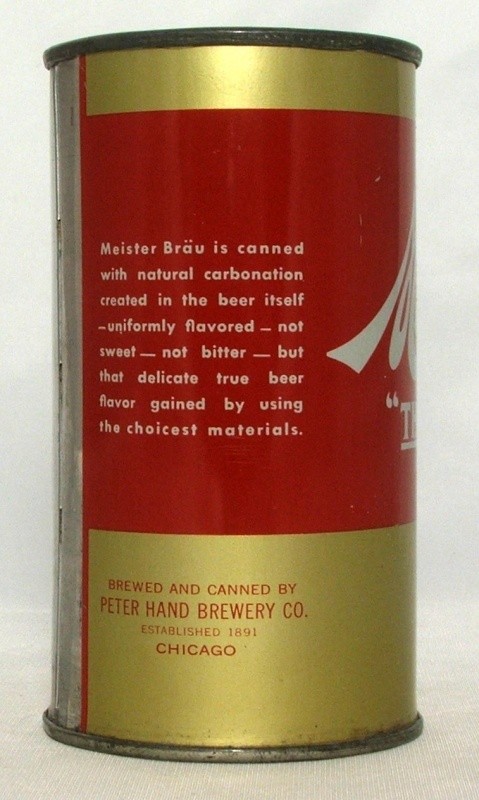 Meister Bräu is canned
with natural carbonation
created in the beer itself
–uniformly flavored – not
sweet — not bitter — but
that delicate true beer
flavor gained by using
the choicest materials.
BREWED AND CANNED BY
PETER HAND BREWERY CO.
ESTABLISHED 1891
CHICAGO